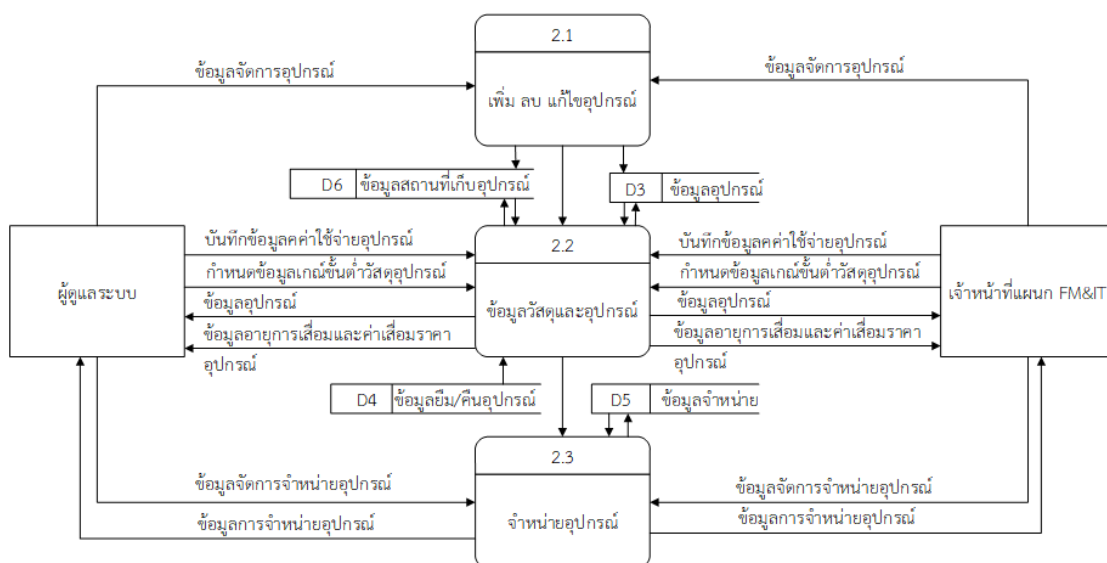 2.1
ข้อมูลจัดการอุปกรณ์
ข้อมูลจัดการอุปกรณ์
เพิ่ม ลบ แก้ไขอุปกรณ์
D6 ข้อมูลสถานที่เก็บอุปกรณ์
D3 ข้อมูลอุปกรณ์
ผู้ดูแลระบบ
บันทึกข้อมูลคค่าใช้จ่ายอุปกรณ์
กำหนดข้อมูลเกณ์ขั้นต่ำวัสดุอุปกรณ์
ข้อมูลอุปกรณ์
ข้อมูลอายุการเสื่อมและค่าเสื่อมราคา
อุปกรณ์
2.2
ข้อมูลวัสดุและอุปกรณ์
บันทึกข้อมูลคค่าใช้จ่ายอุปกรณ์
กำหนดข้อมูลเกณ์ขั้นต่ำวัสดุอุปกรณ์
ข้อมูลอุปกรณ์
ข้อมูลอายุการเสื่อมและค่าเสื่อมราคา
อุปกรณ์
เจ้าหน้าที่แผนก FM&IT
D4 ข้อมูลยืม/คืนอุปกรณ์
D5 ข้อมูลจำหน่าย
2.3
ข้อมูลจัดการจำหน่ายอุปกรณ์
ข้อมูลการจำหน่ายอุปกรณ์
จำหน่ายอุปกรณ์
ข้อมูลจัดการจำหน่ายอุปกรณ์
ข้อมูลการจำหน่ายอุปกรณ์